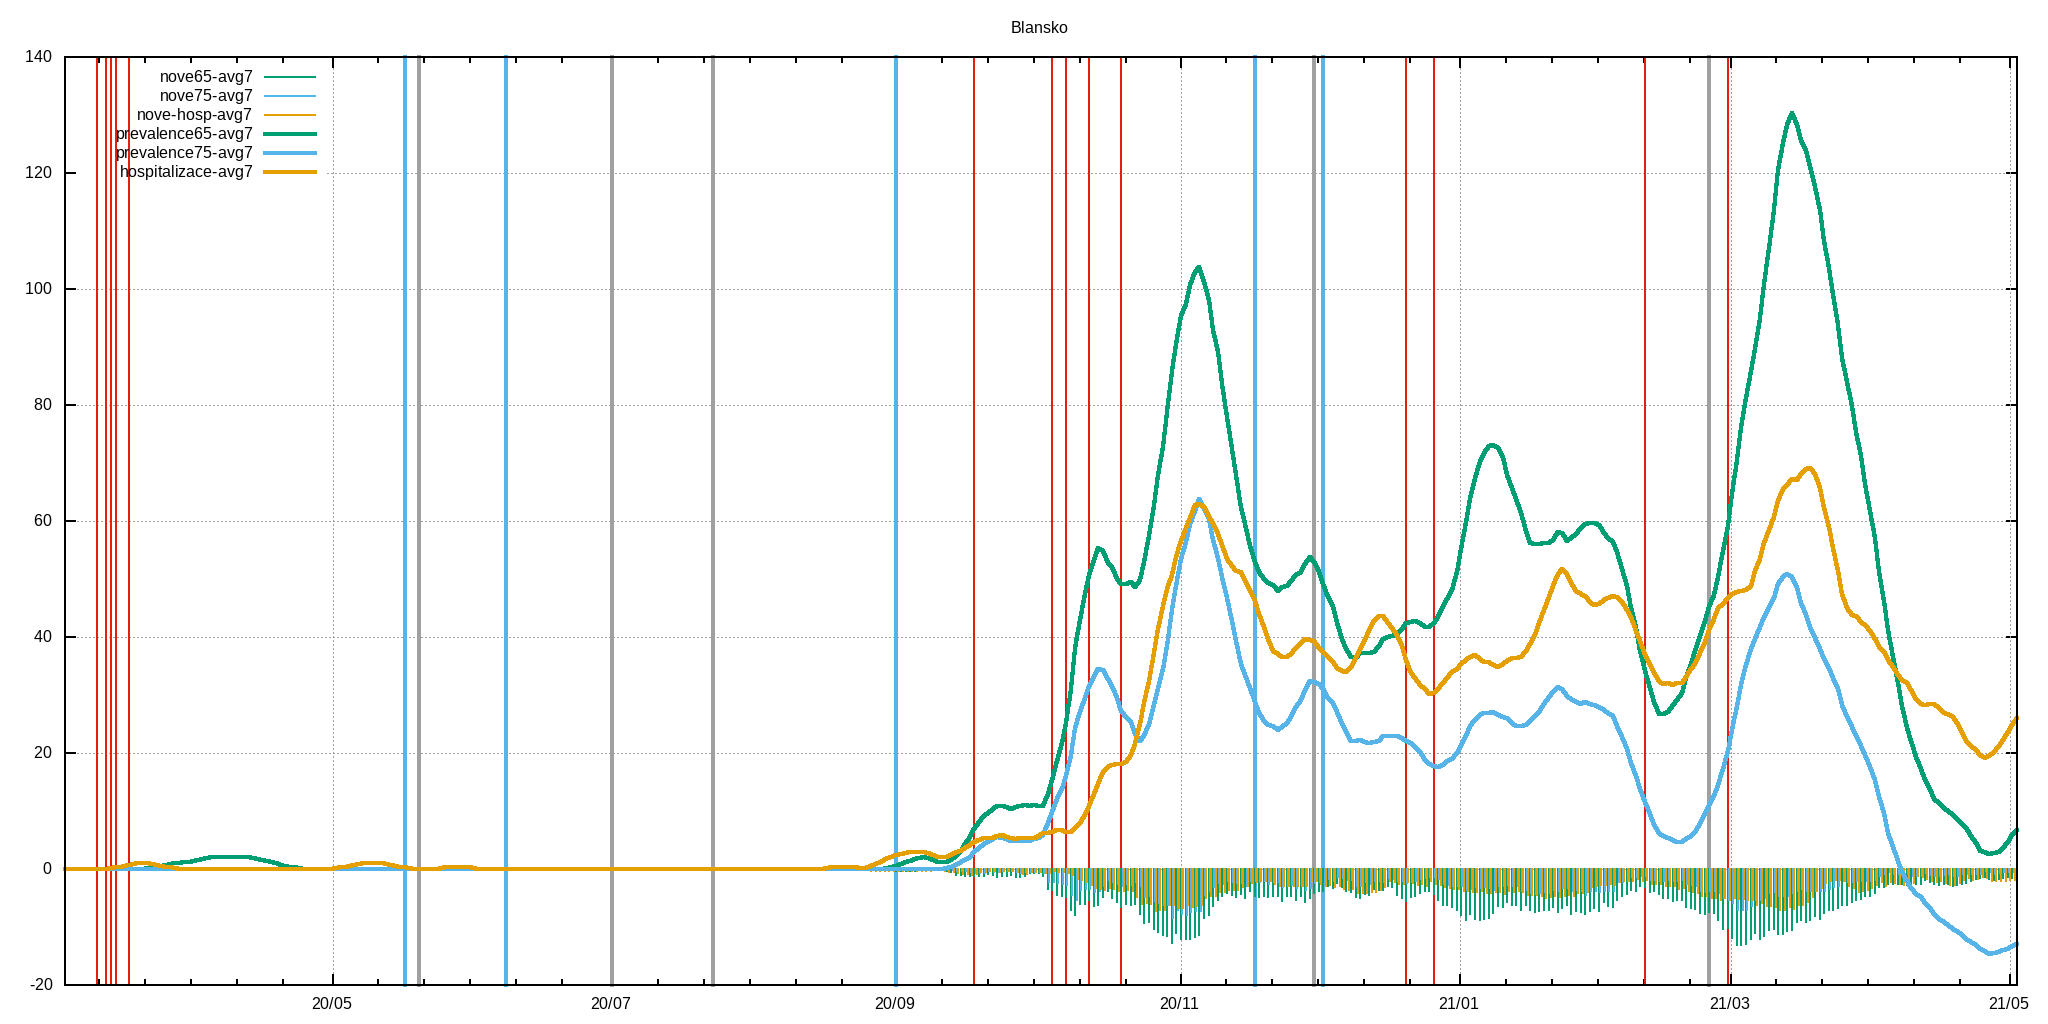 Blansko
140
120
100
80
60
40
20
0
-20
nove65-avg7
nove75-avg7
nove-hosp-avg7
prevalence65-avg7
prevalence75-avg7
hospitalizace-avg7
20/05
20/07
20/09
20/11
21/01
21/03
21/05